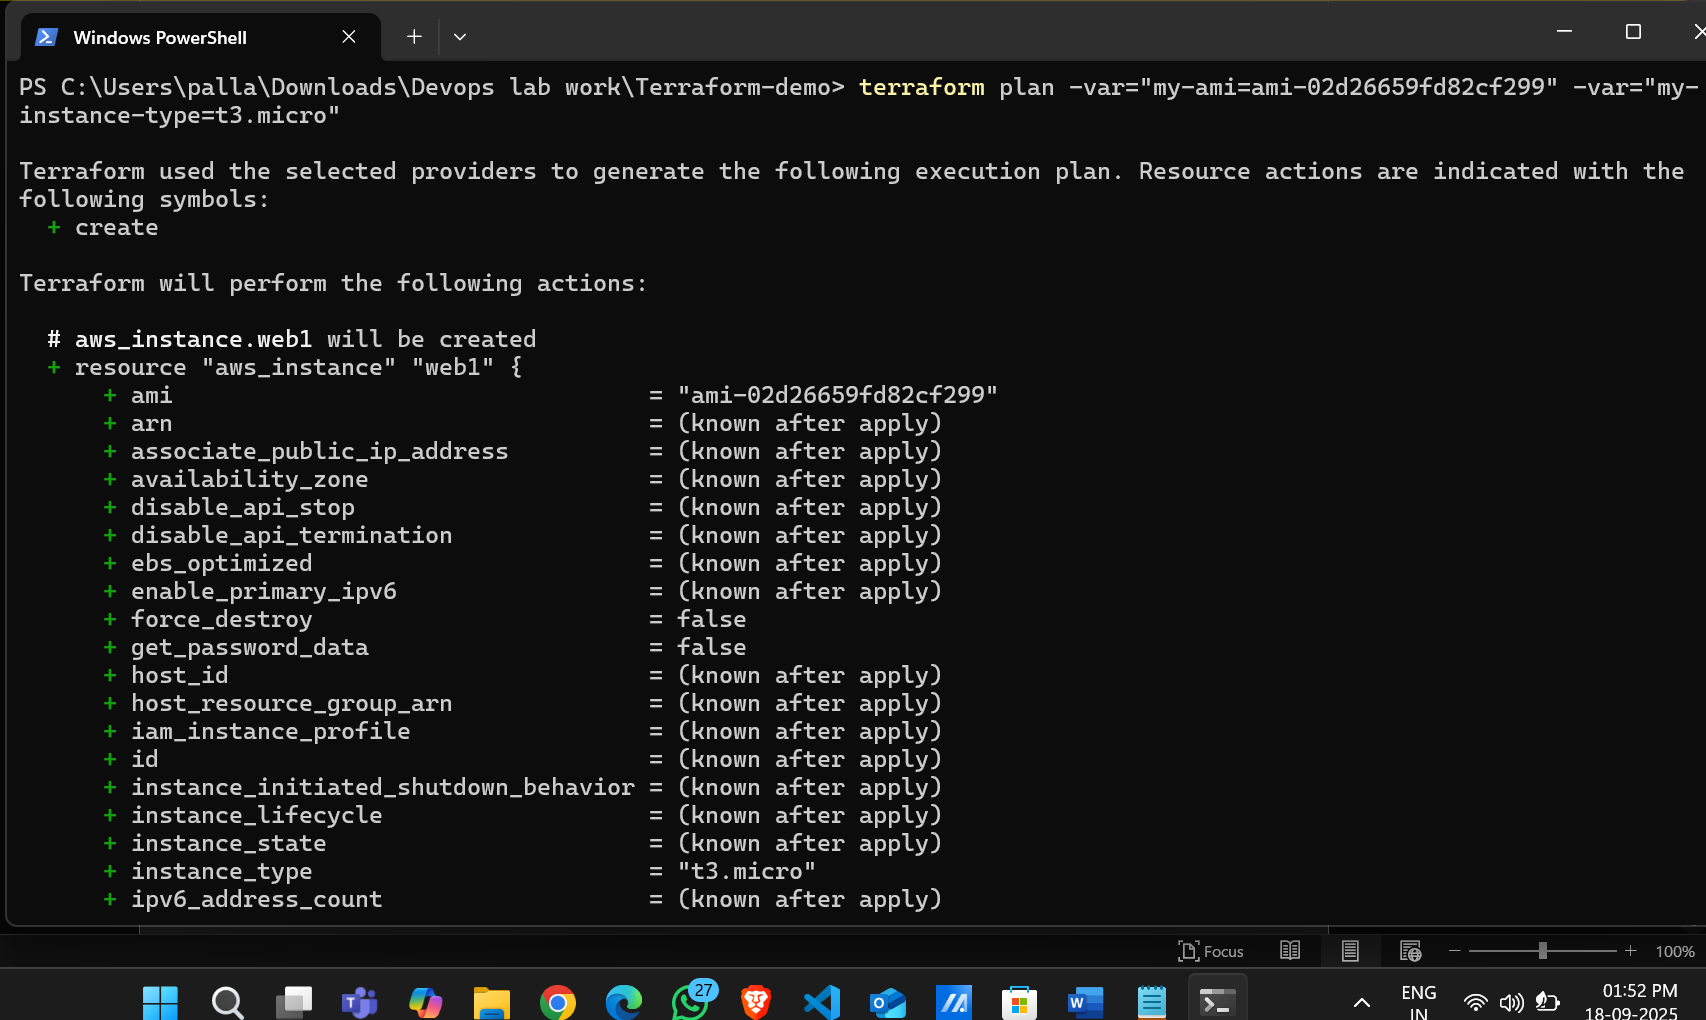 Windows PowerShell
PS C:\Users\palla\Downloads\Devops lab work\Terraform-demo> terraform plan -var="my-ami=ami-02d26659fd82cf299" -var="my-
instance-type=t3.micro"
Terraform used the selected providers to generate the following execution plan. Resource actions are indicated with the
following symbols:
+ create
Terraform will perform the following actions:
# aws_instance.web1 will be created
+ resource "aws_instance" "web1" {
+ ami = "ami-02d26659fd82cf299"
+ arn = (known after apply)
+ associate_public_ip_address = (known after apply)
+ availability_zone = (known after apply)
+ disable_api_stop = (known after apply)
+ disable_api_termination = (known after apply)
+ ebs_optimized = (known after apply)
+ enable_primary_ipv6 = (known after apply)
+ force_destroy = false
+ get_password_data = false
+ host_id = (known after apply)
+ host_resource_group_arn = (known after apply)
+ iam_instance_profile = (known after apply)
+ id = (known after apply)
+ instance_initiated_shutdown_behavior = (known after apply)
+ instance_lifecycle = (known after apply)
+ instance_state = (known after apply)
+ instance_type = "t3.micro"
+ ipv6_address_count = (known after apply)
Focus
100%
27
ENG
IN
01:52 PM
18-09-2025